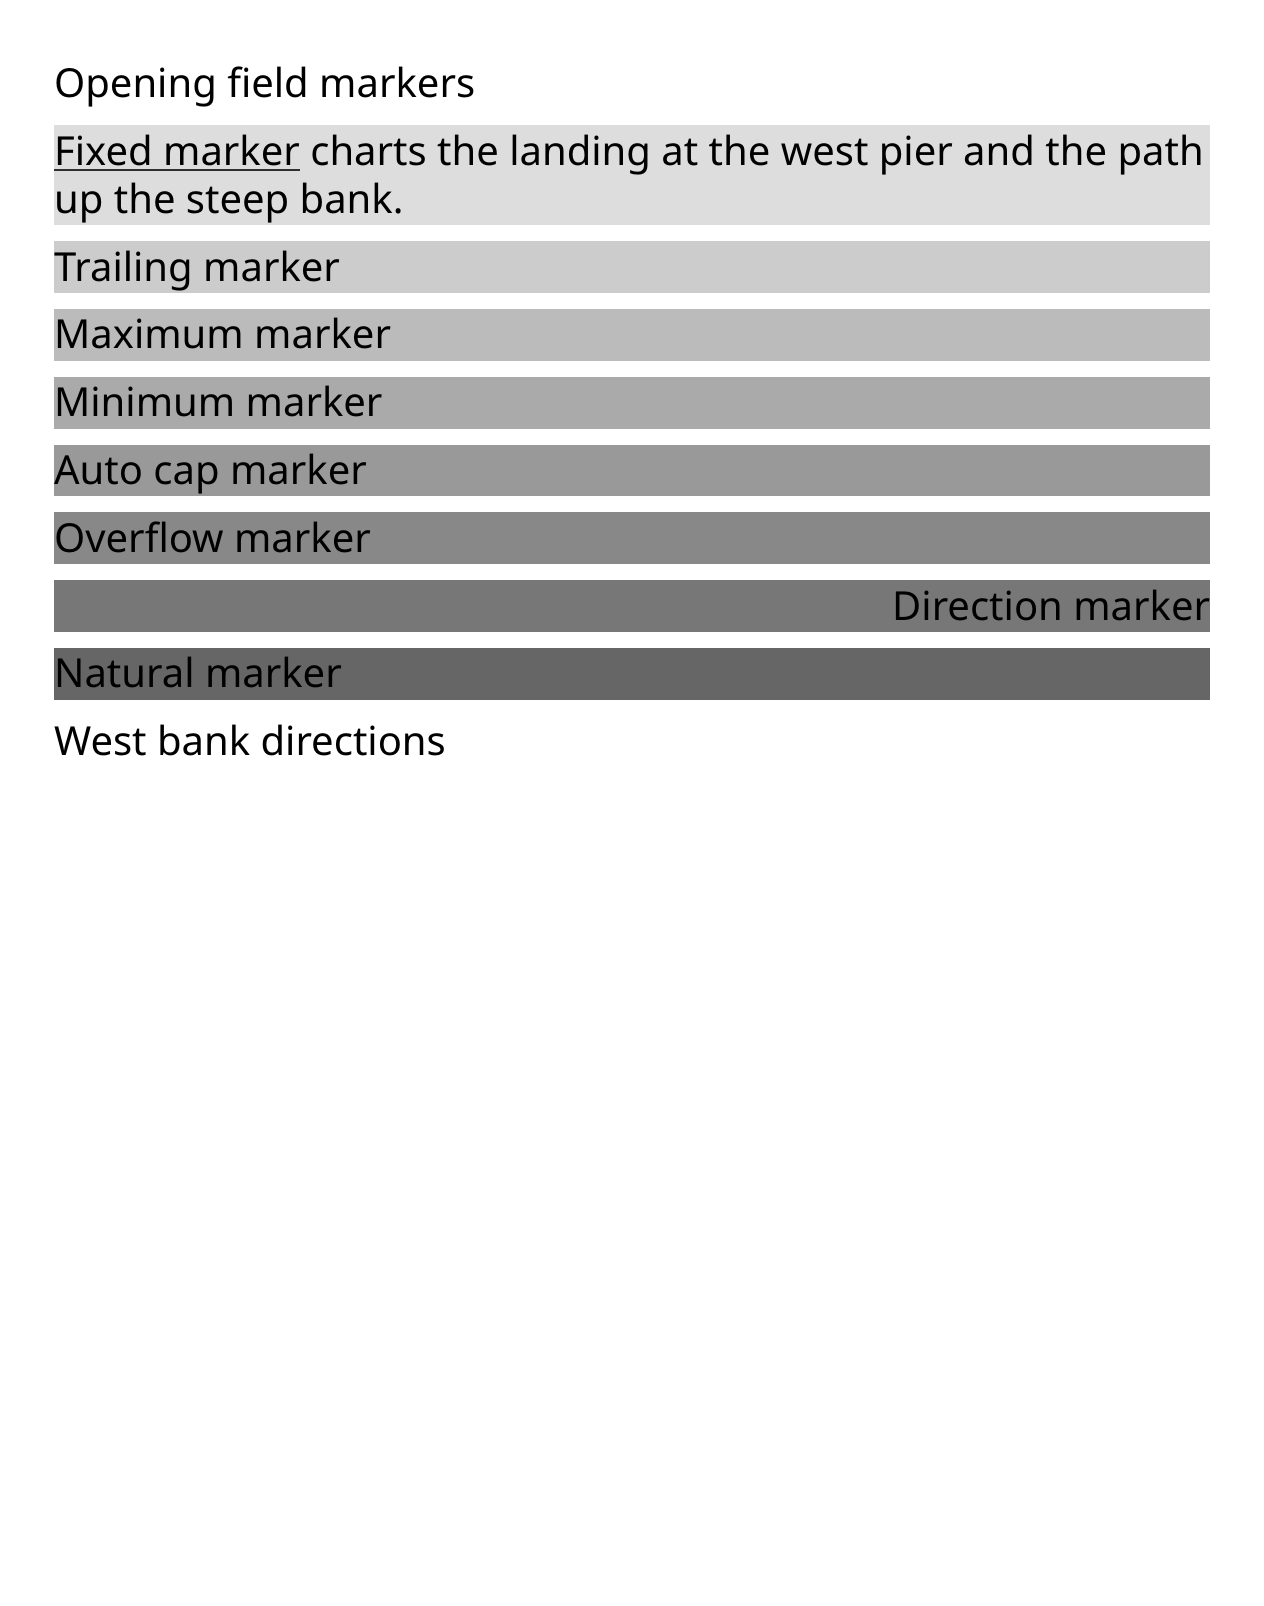 Opening field markers
Fixed marker charts the landing at the west pier and the path
up the steep bank.
Trailing marker
Maximum marker
Minimum marker
Auto cap marker
Overflow marker
Direction marker
Natural marker
West bank directions